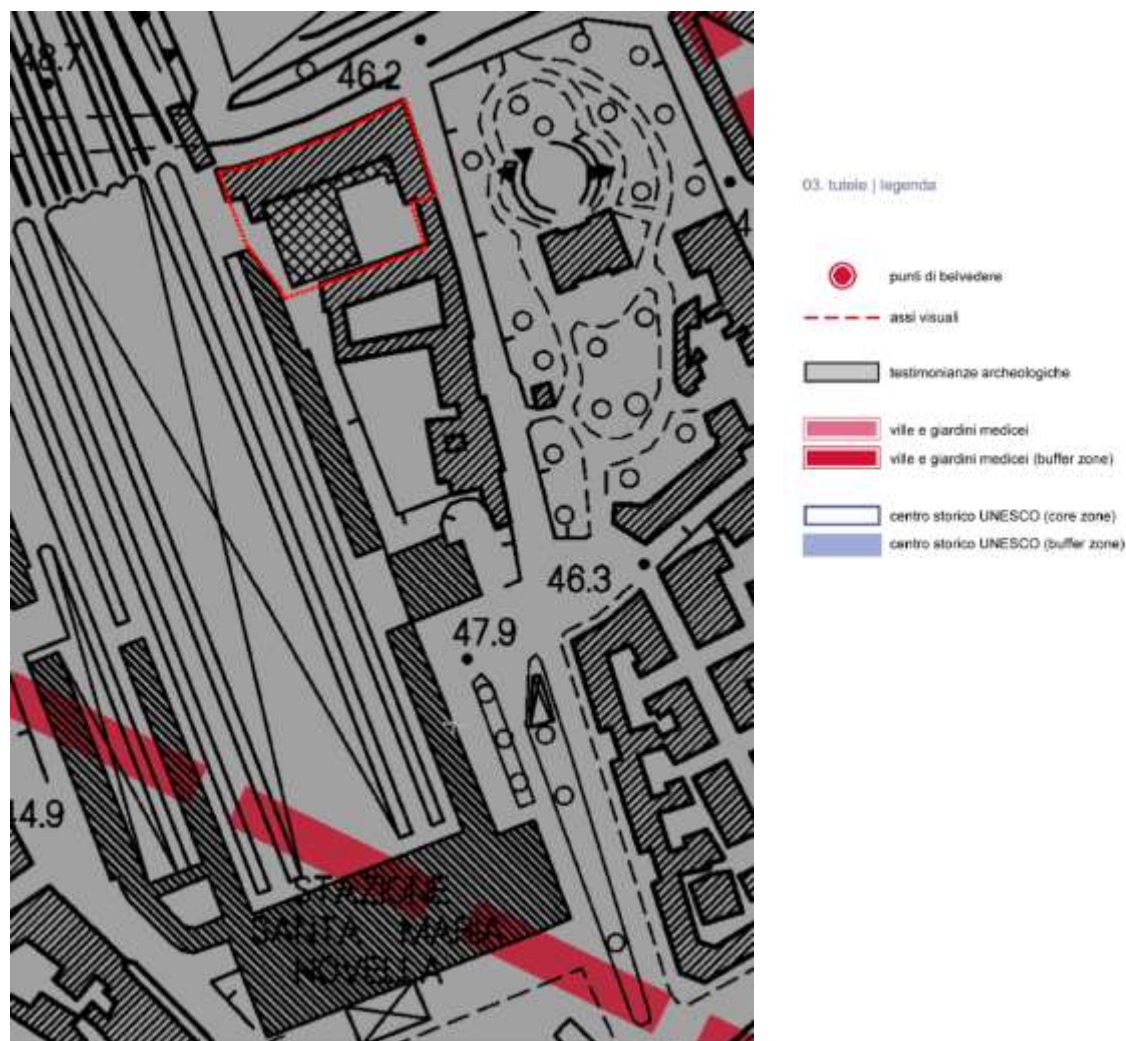 48.7
46.2
46.3
47.9
44.9
STAZIONE
SANTA MARIA
NOVELLA
03. tutele | legenda
punti di belvedere
assi visuali
testimonianze archeologiche
ville e giardini medicei
ville e giardini medicei (buffer zone)
centro storico UNESCO (core zone)
centro storico UNESCO (buffer zone)